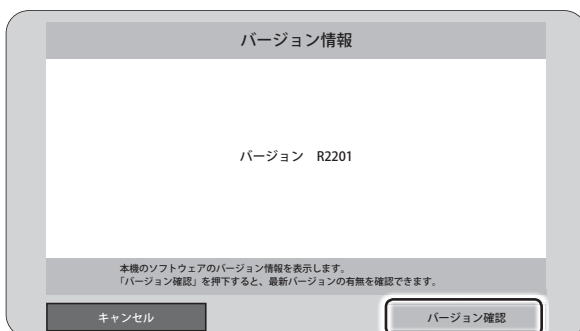 バージョン情報
バージョン　R2201
本機のソフトウェアのバージョン情報を表示します。
「バージョン確認」を押下すると、最新バージョンの有無を確認できます。
キャンセル
バージョン確認